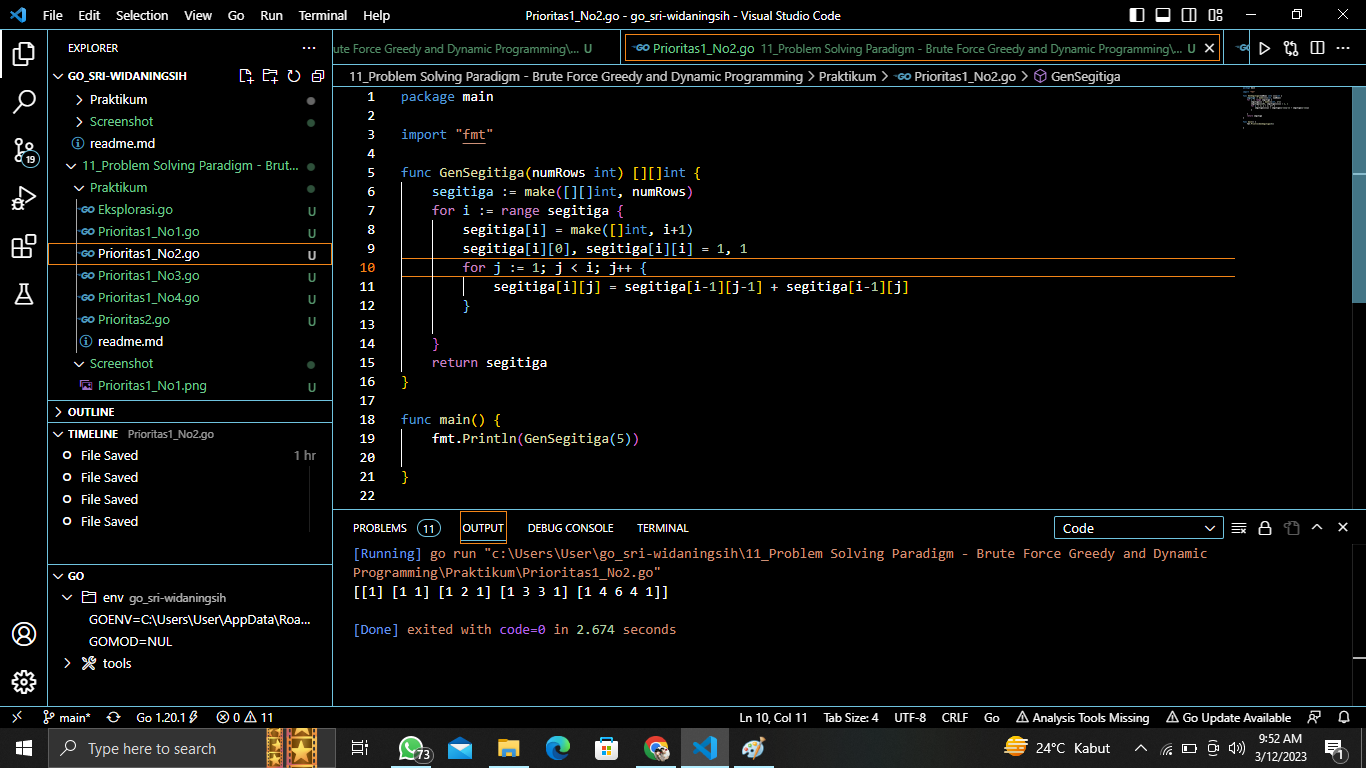 File Edit Selection View Go Run Terminal Help
Prioritas1_No2.go - go_sri-widaningsih - Visual Studio Code
EXPLORER
GO_SRI-WIDANINGSIH
Praktikum
Screenshot
readme.md
11_Problem Solving Paradigm - Brut...
Praktikum
Eksplorasi.go U
Prioritas1_No1.go U
Prioritas1_No2.go U
Prioritas1_No3.go U
Prioritas1_No4.go U
Prioritas2.go U
readme.md
Screenshot
Prioritas1_No1.png U
OUTLINE
TIMELINE Prioritas1_No2.go
File Saved 1 hr
File Saved
File Saved
File Saved
GO
env go_sri-widaningsih
GOENV=C:\Users\User\AppData\Roa...
GOMOD=NUL
tools
19
ute Force Greedy and Dynamic Programming\... U
GO Prioritas1_No2.go 11_Problem Solving Paradigm - Brute Force Greedy and Dynamic Programming\... U
11_Problem Solving Paradigm - Brute Force Greedy and Dynamic Programming > Praktikum > GO Prioritas1_No2.go > GenSegitiga
1 package main
2
3 import "fmt"
4
5 func GenSegitiga(numRows int) [][]int {
6 segitiga := make([][]int, numRows)
7 for i := range segitiga {
8 segitiga[i] = make([]int, i+1)
9 segitiga[i][0], segitiga[i][i] = 1, 1
10 for j := 1; j < i; j++ {
11 segitiga[i][j] = segitiga[i-1][j-1] + segitiga[i-1][j]
12 }
13
14 }
15 return segitiga
16 }
17
18 func main() {
19 fmt.Println(GenSegitiga(5))
20
21 }
22
PROBLEMS 11 OUTPUT DEBUG CONSOLE TERMINAL Code
[Running] go run "c:\Users\User\go_sri-widaningsih\11_Problem Solving Paradigm - Brute Force Greedy and Dynamic
Programming\Praktikum\Prioritas1_No2.go"
[[1] [1 1] [1 2 1] [1 3 3 1] [1 4 6 4 1]]
[Done] exited with code=0 in 2.674 seconds
main* Go 1.20.1 0 11 Ln 10, Col 11 Tab Size: 4 UTF-8 CRLF Go Analysis Tools Missing Go Update Available
Type here to search 73 24°C Kabut 9:52 AM
3/12/2023 1